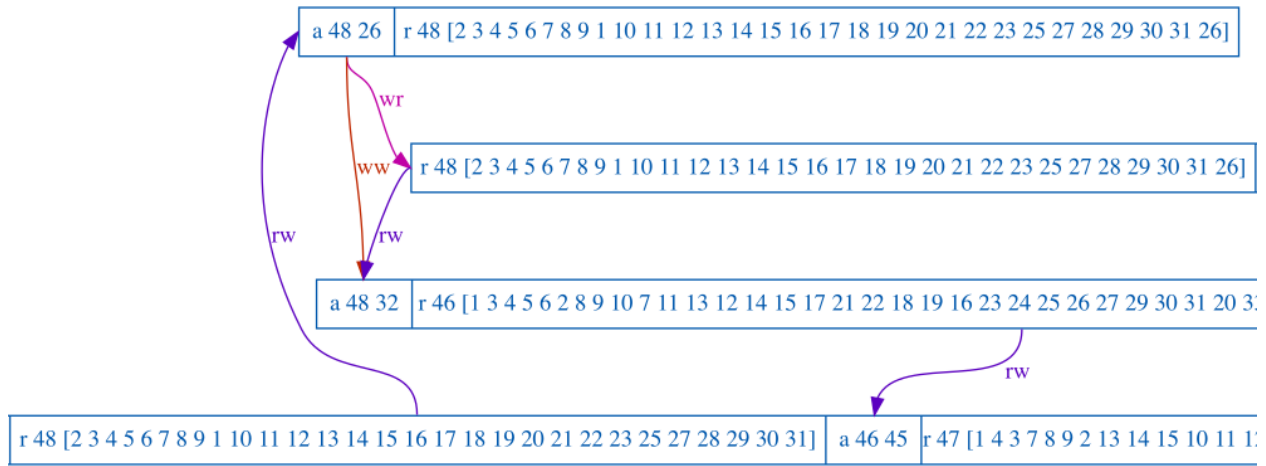 a 48 26 r 48 [2 3 4 5 6 7 8 9 1 10 11 12 13 14 15 16 17 18 19 20 21 22 23 25 27 28 29 30 31 26]
wr
r 48 [2 3 4 5 6 7 8 9 1 10 11 12 13 14 15 16 17 18 19 20 21 22 23 25 27 28 29 30 31 26]
ww
rw rw
a 48 32 r 46 [1 3 4 5 6 2 8 9 10 7 11 13 12 14 15 17 21 22 18 19 16 23 24 25 26 27 29 30 31 20
rw
r 48 [2 3 4 5 6 7 8 9 1 10 11 12 13 14 15 16 17 18 19 20 21 22 23 25 27 28 29 30 31] a 46 45 r 47 [1 4 3 7 8 9 2 13 14 15 10 11